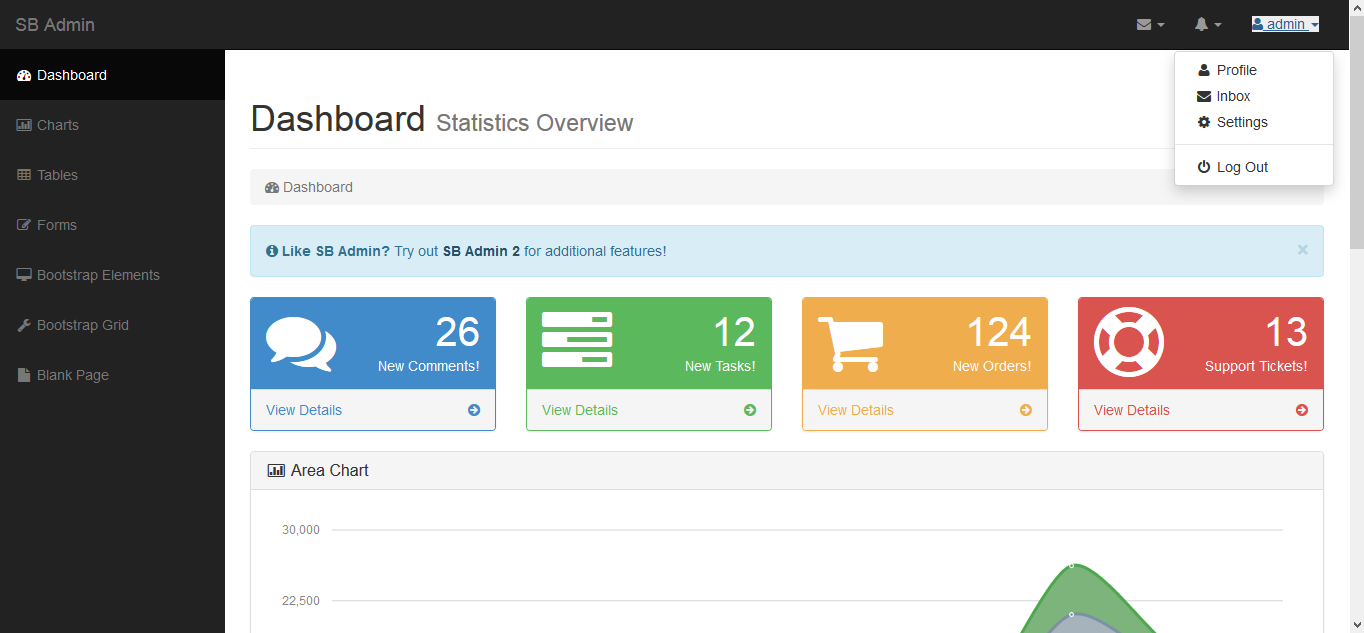 SB Admin
admin
Profile
Inbox
Settings
Log Out
Dashboard
Charts
Tables
Forms
Bootstrap Elements
Bootstrap Grid
Blank Page
Dashboard Statistics Overview
Dashboard
Like SB Admin? Try out SB Admin 2 for additional features!
×
26
New Comments!
View Details
12
New Tasks!
View Details
124
New Orders!
View Details
13
Support Tickets!
View Details
Area Chart
30,000
22,500